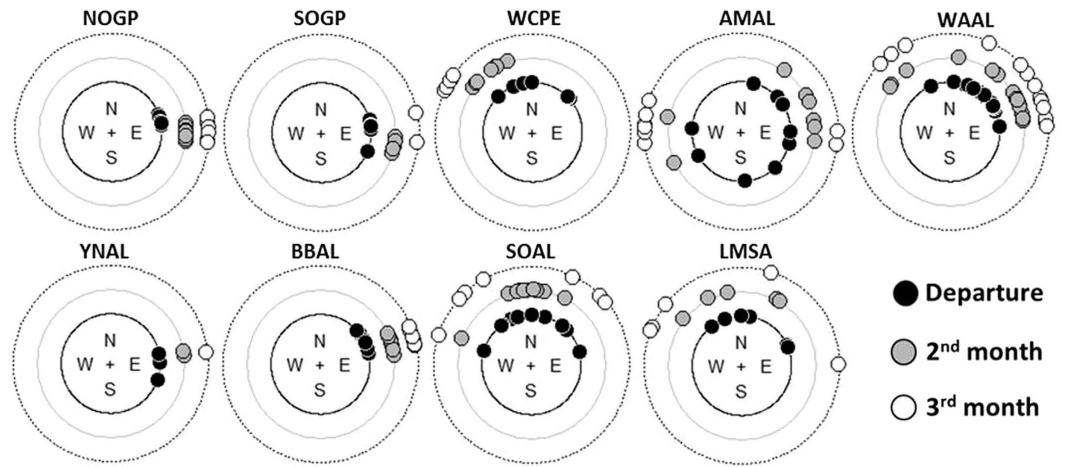 NOGP SOGP WCPE AMAL WAAL
N N N N N
W + E W + E W + E W + E W + E
S S S S S
YNAL BBAL SOAL LMSA
Departure
N N N N
2nd month
W + E W + E W + E W + E
S S S S
3rd month